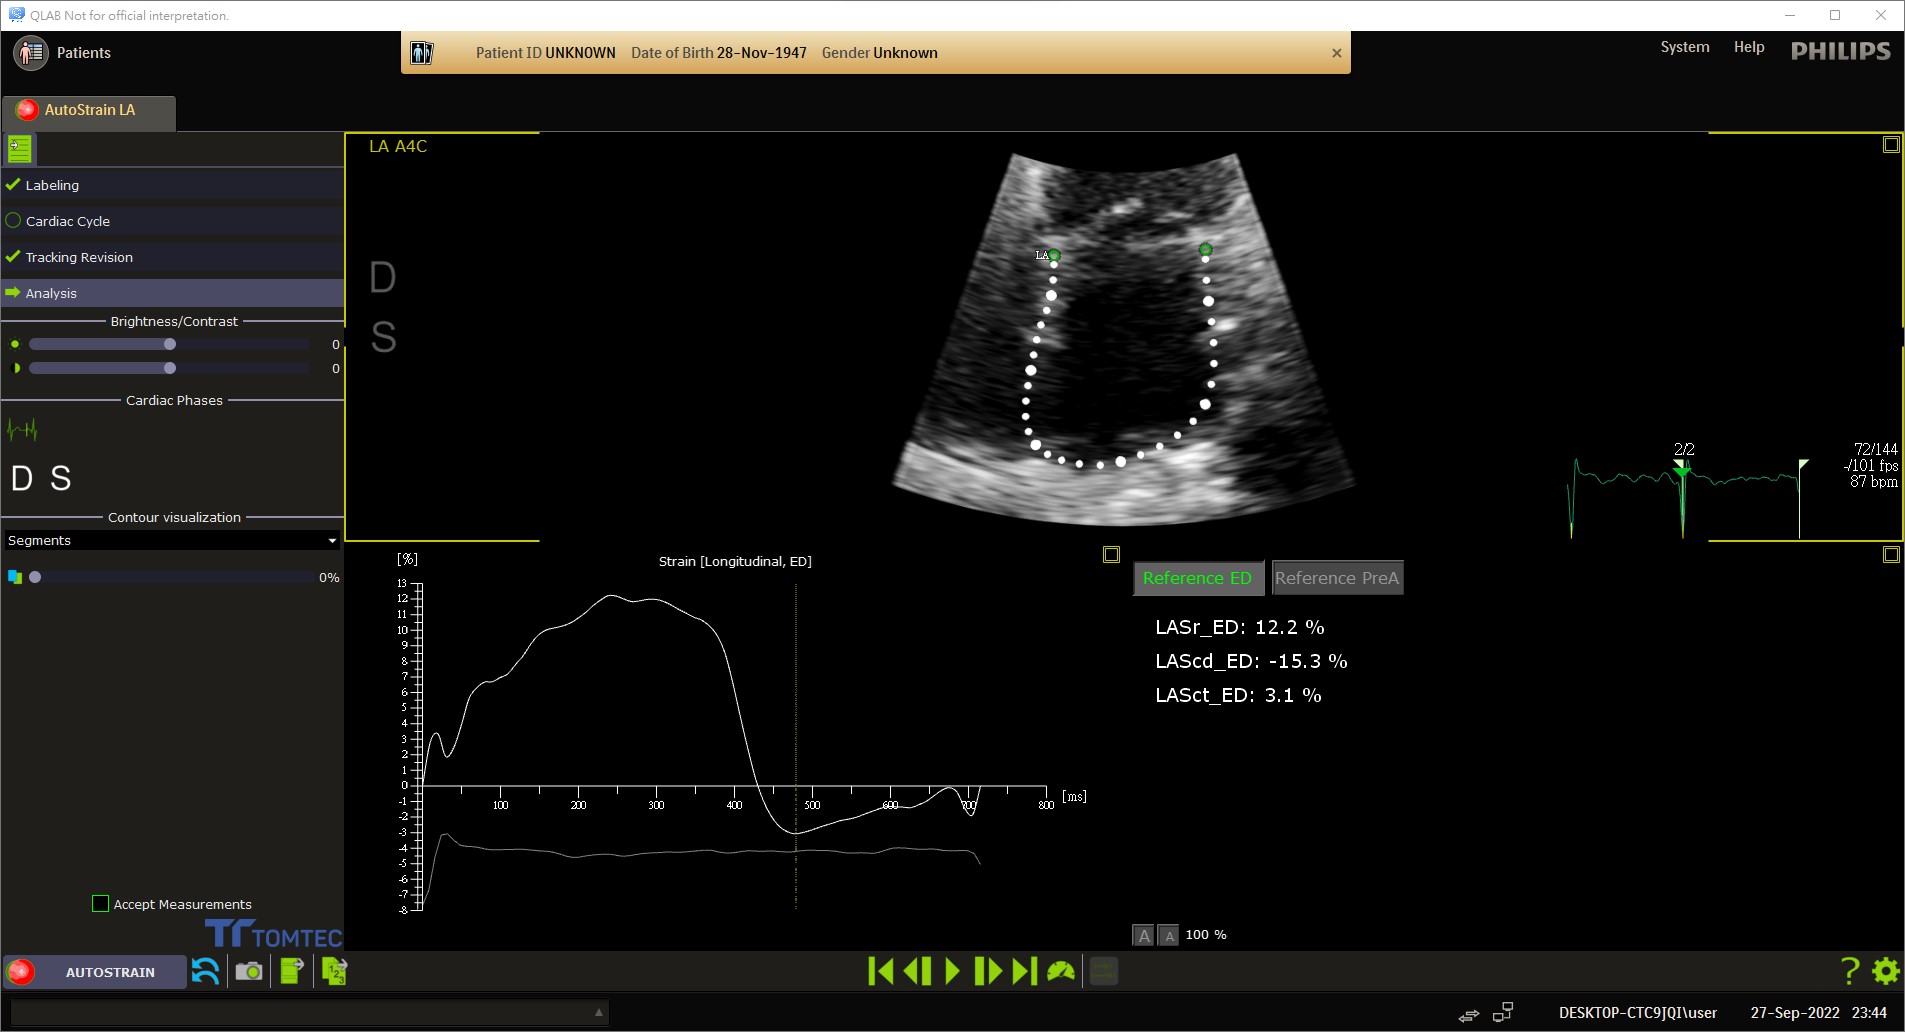 QLAB Not for official interpretation.
Patients
Patient ID UNKNOWN Date of Birth 28-Nov-1947 Gender Unknown
System Help PHILIPS
AutoStrain LA
LA A4C
Labeling
Cardiac Cycle
Tracking Revision
Analysis
Brightness/Contrast
0
0
Cardiac Phases
D S
Contour visualization
Segments
0%
Accept Measurements
TOMTEC
D
S
LA
2/2
72/144
-/101 fps
87 bpm
[%]
Strain [Longitudinal, ED]
13
12
11
10
9
8
7
6
5
4
3
2
1
0
-1
-2
-3
-4
-5
-6
-7
-8
100 200 300 400 500 600 700 800 [ms]
Reference ED Reference PreA
LASr_ED: 12.2 %
LAScd_ED: -15.3 %
LASct_ED: 3.1 %
A A 100 %
AUTOSTRAIN
DESKTOP-CTC9JQI\user 27-Sep-2022 23:44